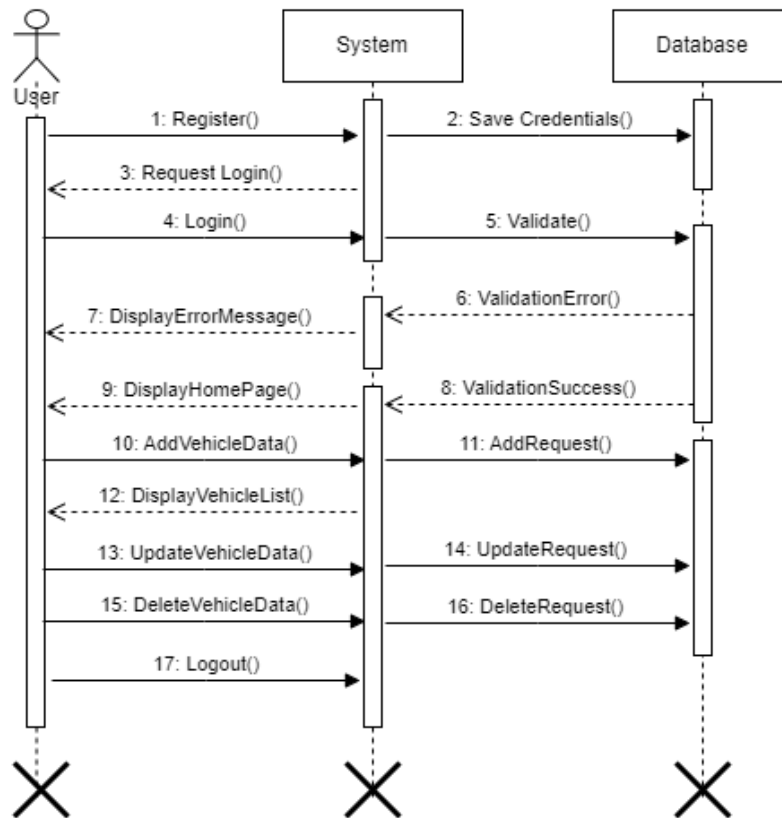 System
Database
User
1: Register()
2: Save Credentials()
3: Request Login()
4: Login()
5: Validate()
6: ValidationError()
7: DisplayErrorMessage()
8: ValidationSuccess()
9: DisplayHomePage()
10: AddVehicleData()
11: AddRequest()
12: DisplayVehicleList()
13: UpdateVehicleData()
14: UpdateRequest()
15: DeleteVehicleData()
16: DeleteRequest()
17: Logout()